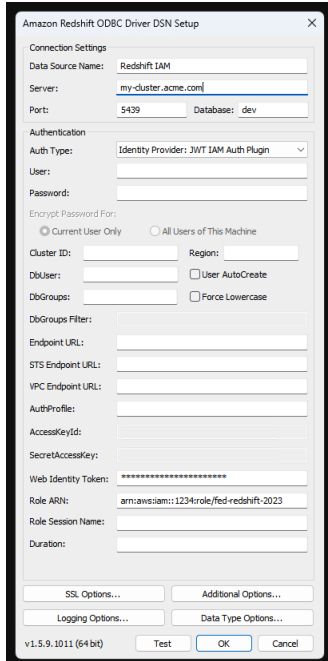 Amazon Redshift ODBC Driver DSN Setup
Connection Settings
Data Source Name: Redshift IAM
Server: my-cluster.acme.com
Port: 5439 Database: dev
Authentication
Auth Type: Identity Provider: JWT IAM Auth Plugin
User:
Password:
Encrypt Password For:
Current User Only All Users of This Machine
Cluster ID: Region:
DbUser: User AutoCreate
DbGroups: Force Lowercase
DbGroups Filter:
Endpoint URL:
STS Endpoint URL:
VPC Endpoint URL:
AuthProfile:
AccessKeyId:
SecretAccessKey:
Web Identity Token: ***********************
Role ARN: arn:aws:iam::1234:role/fed-redshift-2023
Role Session Name:
Duration:
SSL Options... Additional Options...
Logging Options... Data Type Options...
v1.5.9.1011 (64 bit) Test OK Cancel